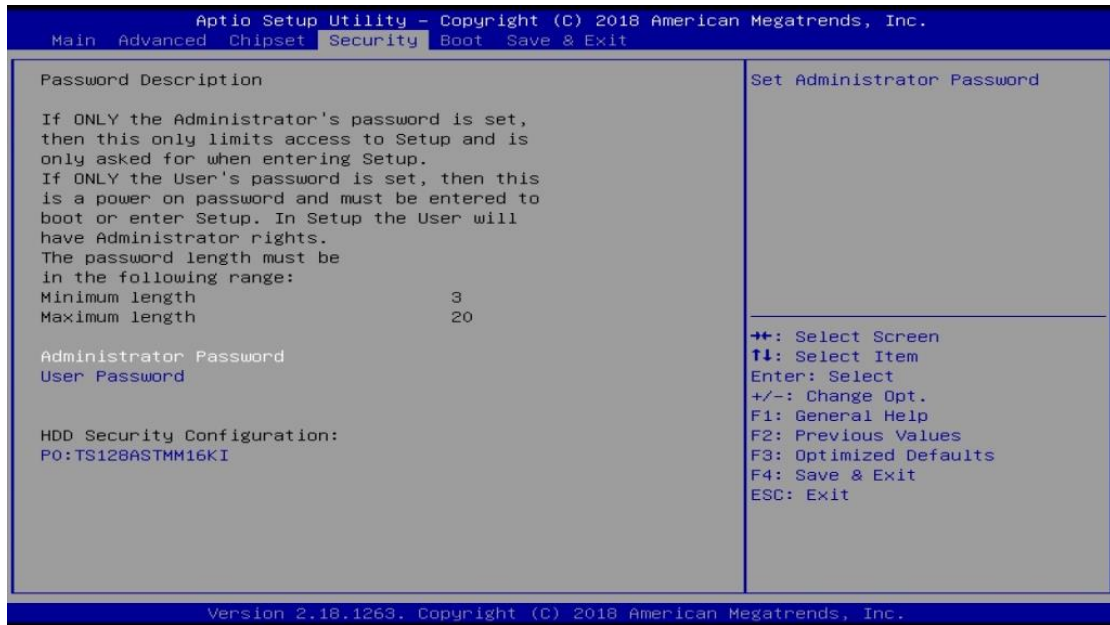 Aptio Setup Utility – Copyright (C) 2018 American Megatrends, Inc.
Main Advanced Chipset Security Boot Save & Exit
Password Description
If ONLY the Administrator's password is set,
then this only limits access to Setup and is
only asked for when entering Setup.
If ONLY the User's password is set, then this
is a power on password and must be entered to
boot or enter Setup. In Setup the User will
have Administrator rights.
The password length must be
in the following range:
Minimum length 3
Maximum length 20
Administrator Password
User Password
HDD Security Configuration:
P0:TS128ASTMM16KI
Set Administrator Password
→←: Select Screen
↑↓: Select Item
Enter: Select
+/-: Change Opt.
F1: General Help
F2: Previous Values
F3: Optimized Defaults
F4: Save & Exit
ESC: Exit
Version 2.18.1263. Copyright (C) 2018 American Megatrends, Inc.